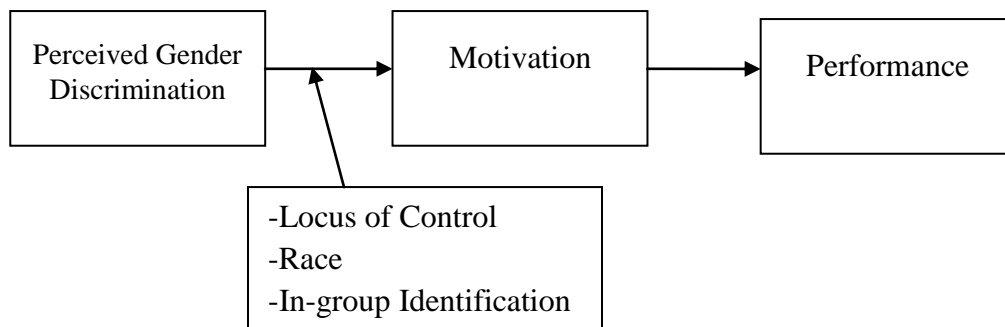 Perceived Gender
Discrimination
Motivation
Performance
-Locus of Control
-Race
-In-group Identification